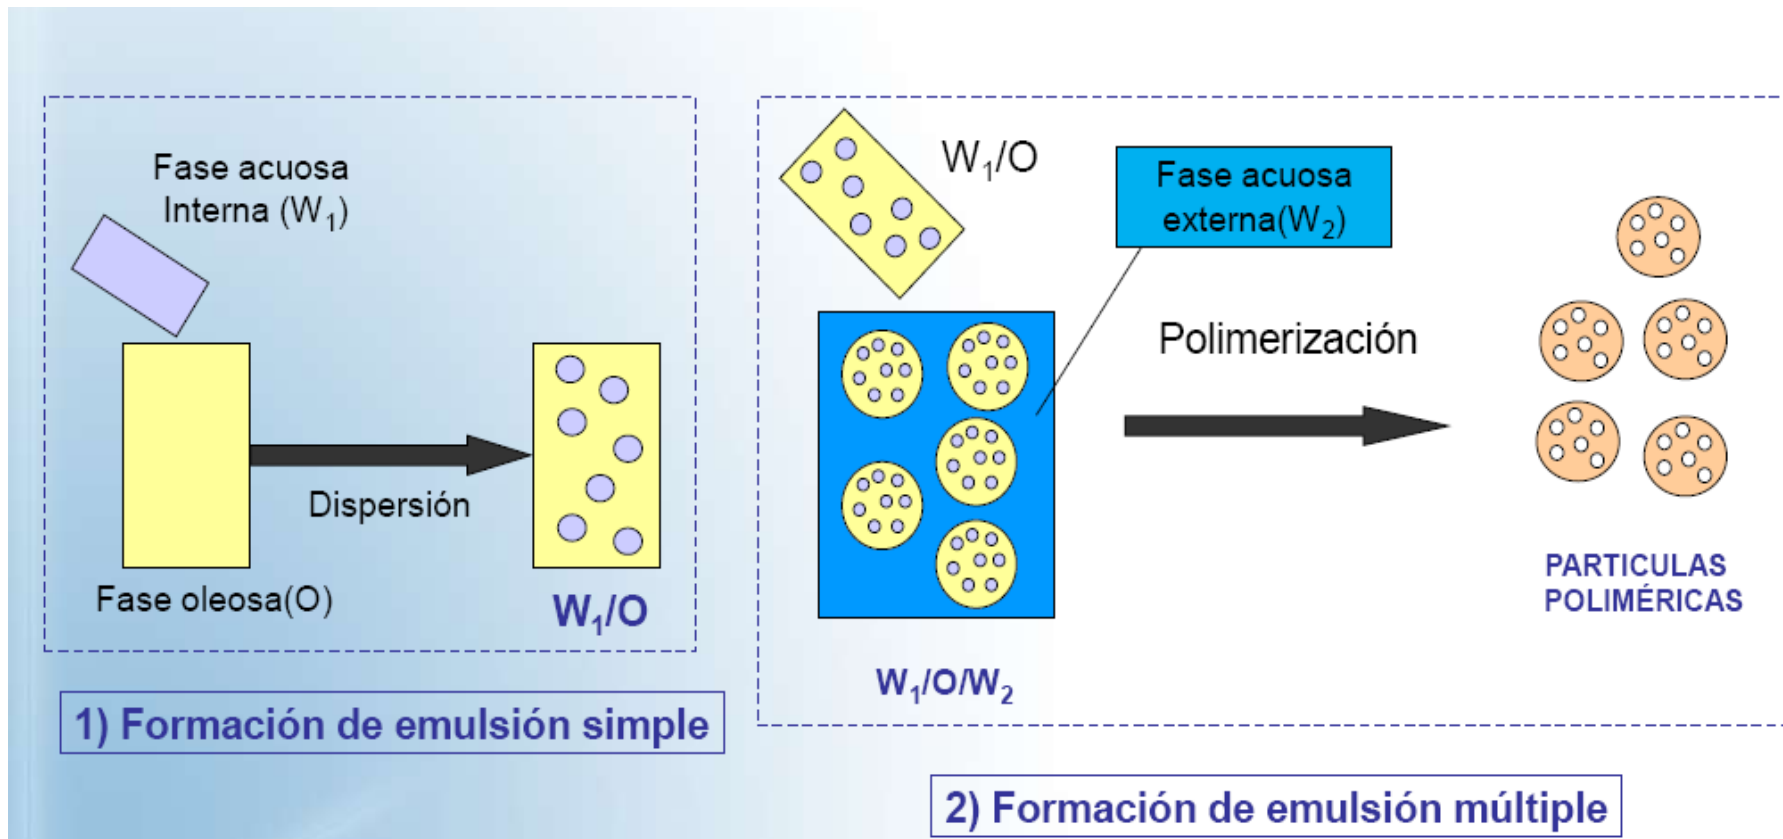 Fase acuosa
Interna (W₁)
Fase oleosa(O)
Dispersión
W₁/O
1) Formación de emulsión simple
W₁/O
Fase acuosa
externa(W₂)
Polimerización
W₁/O/W₂
PARTICULAS
POLIMÉRICAS
2) Formación de emulsión múltiple